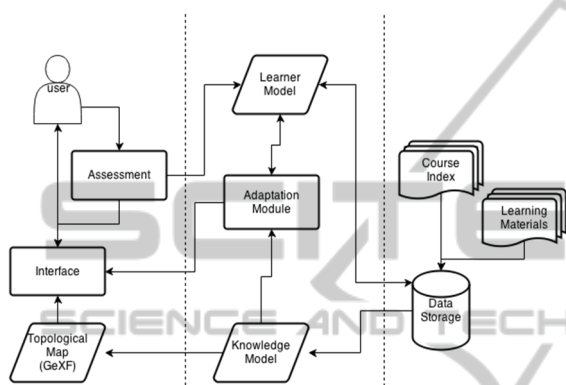 user
Learner
Model
Assessment
Course
Index
Adaptation
Module
Learning
Materials
Interface
Data
Storage
Topological
Map
(GeXF)
Knowledge
Model
SCITE
SCIENCE AND TECH